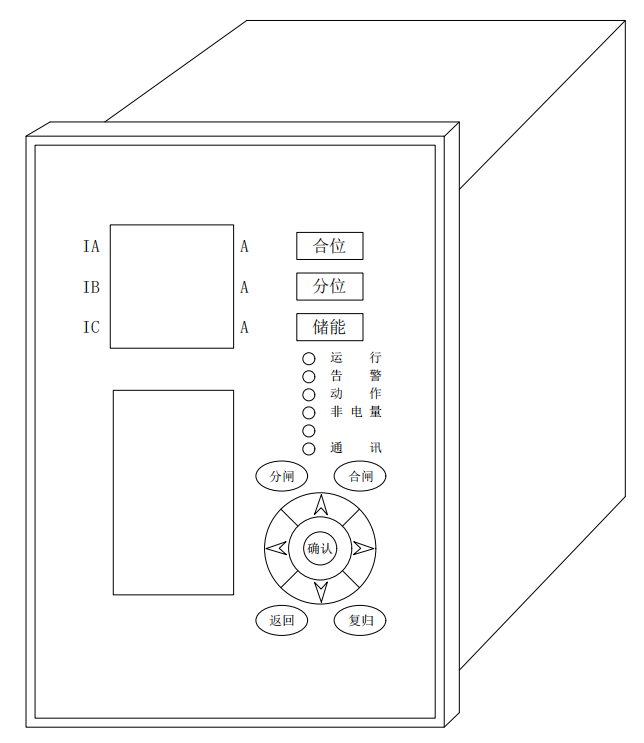 IA A 合位
IB A 分位
IC A 储能
运 行
告 警
动 作
非 电 量
通 讯
分闸 合闸
确认
返回 复归